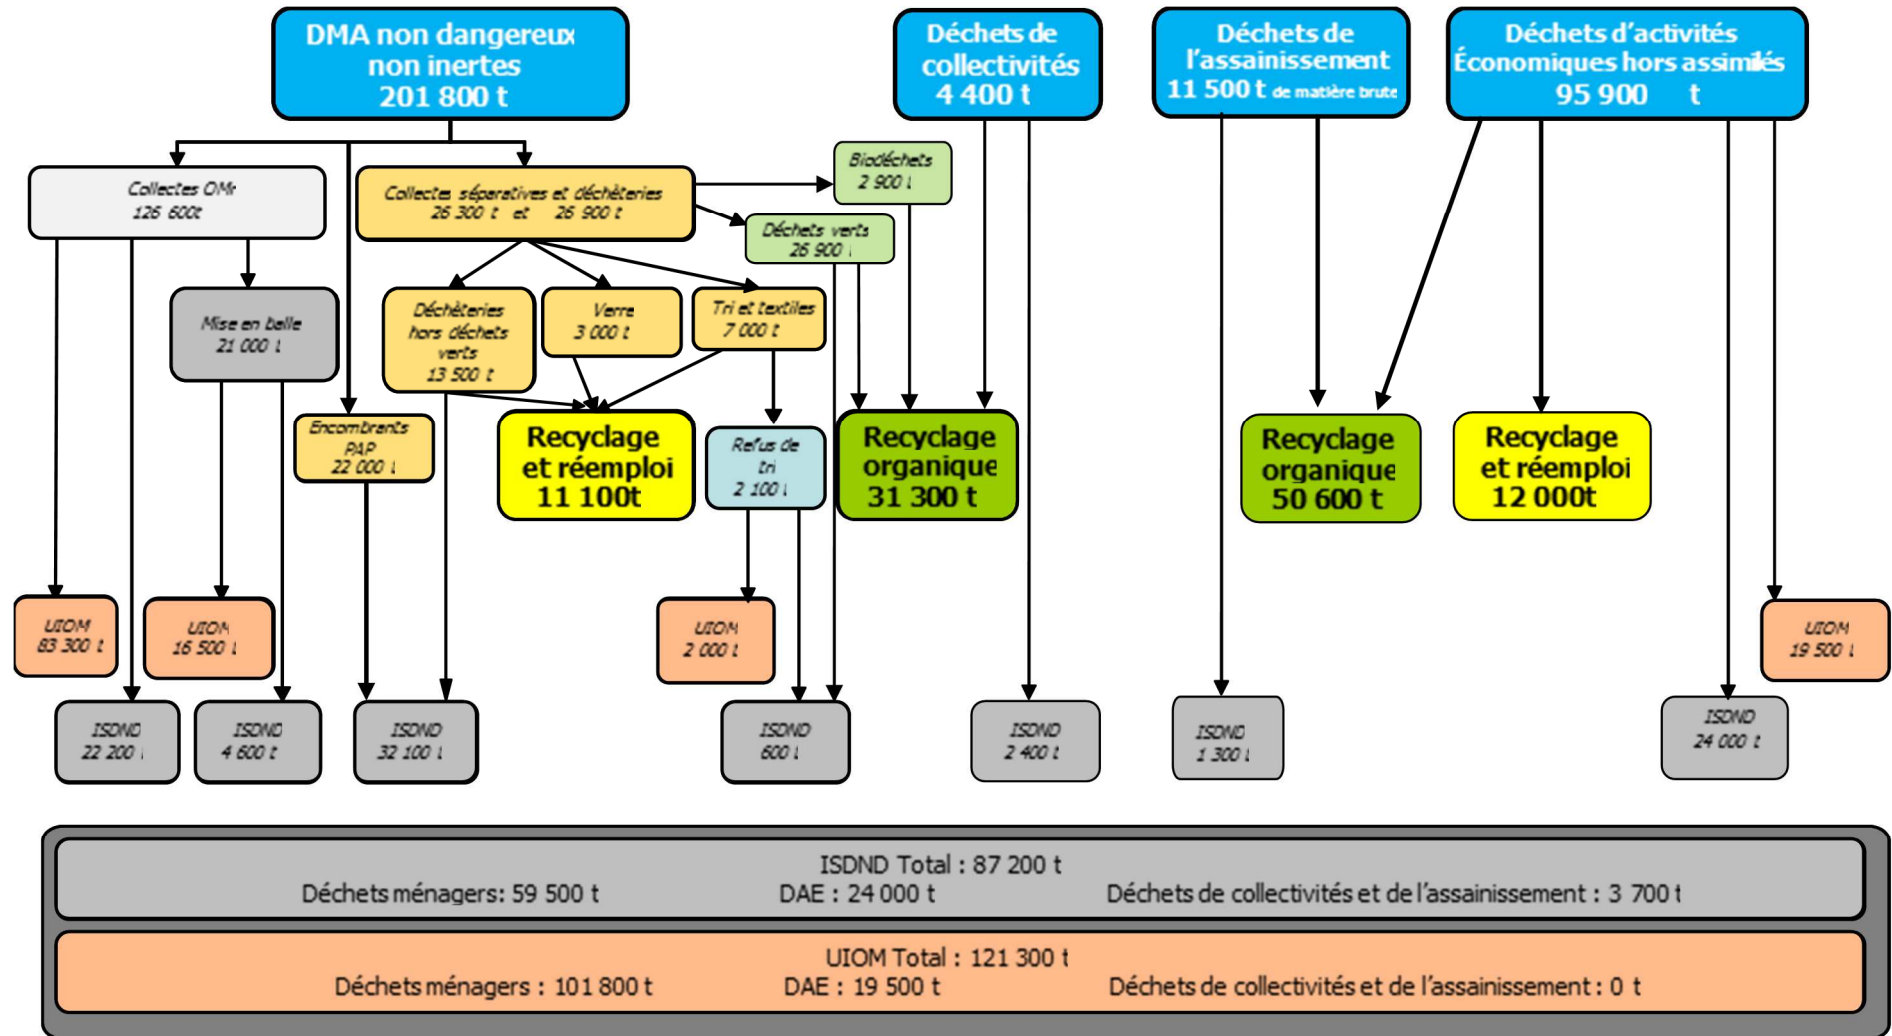 DMA non dangereux
non inertes
201 800 t
Déchets de
collectivités
4 400 t
Déchets de
l'assainissement
11 500 t de matière brute
Déchets d'activités
Économiques hors assimilés
95 900 t
Collectes OMr
126 600t
Collectes séparatives et déchèteries
26 300 t et 26 900 t
Biodéchets
2 900 t
Déchets verts
26 900 t
Mise en balle
21 000 t
Déchèteries
hors déchets
verts
13 500 t
Verre
3 000 t
Tri et textiles
7 000 t
Encombrants
PAP
22 000 t
Recyclage
et réemploi
11 100t
Refus de
tri
2 100 t
Recyclage
organique
31 300 t
Recyclage
organique
50 600 t
Recyclage
et réemploi
12 000t
UIOM
83 300 t
UIOM
16 500 t
UIOM
2 000 t
UIOM
19 500 t
ISDND
22 200 t
ISDND
4 600 t
ISDND
32 100 t
ISDND
600 t
ISDND
2 400 t
ISDND
1 300 t
ISDND
24 000 t
ISDND Total : 87 200 t
Déchets ménagers: 59 500 t DAE : 24 000 t Déchets de collectivités et de l'assainissement : 3 700 t
UIOM Total : 121 300 t
Déchets ménagers : 101 800 t DAE : 19 500 t Déchets de collectivités et de l'assainissement : 0 t